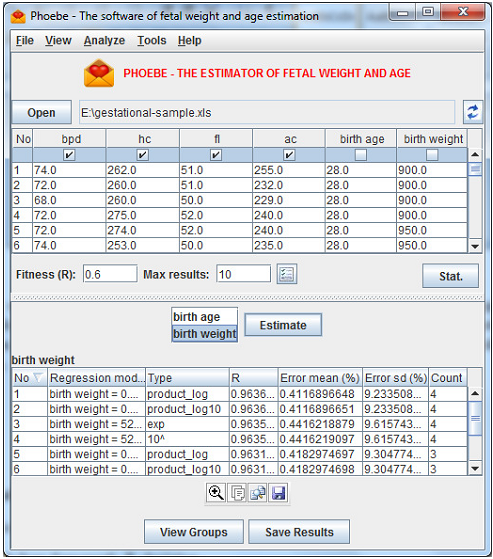 Phoebe - The software of fetal weight and age estimation
File View Analyze Tools Help
PHOEBE - THE ESTIMATOR OF FETAL WEIGHT AND AGE
Open E:\gestational-sample.xls
No bpd hc fl ac birth age birth weight
1 74.0 262.0 51.0 255.0 28.0 900.0
2 72.0 260.0 51.0 232.0 28.0 900.0
3 68.0 260.0 50.0 229.0 28.0 900.0
4 72.0 275.0 52.0 240.0 28.0 900.0
5 72.0 274.0 52.0 240.0 28.0 950.0
6 74.0 253.0 50.0 235.0 28.0 950.0
Fitness (R): 0.6 Max results: 10 Stat.
birth age
birth weight Estimate
birth weight
No Regression mod... Type R Error mean (%) Error sd (%) Count
1 birth weight = 0.... product_log 0.9636... 0.4116896648 9.233508... 4
2 birth weight = 0.... product_log10 0.9636... 0.4116896651 9.233508... 4
3 birth weight = 52... exp 0.9635... 0.4416218879 9.615743... 4
4 birth weight = 52... 10^ 0.9635... 0.4416219097 9.615743... 4
5 birth weight = 0.... product_log 0.9631... 0.4182974697 9.304774... 3
6 birth weight = 0.... product_log10 0.9631... 0.4182974698 9.304774... 3
View Groups Save Results